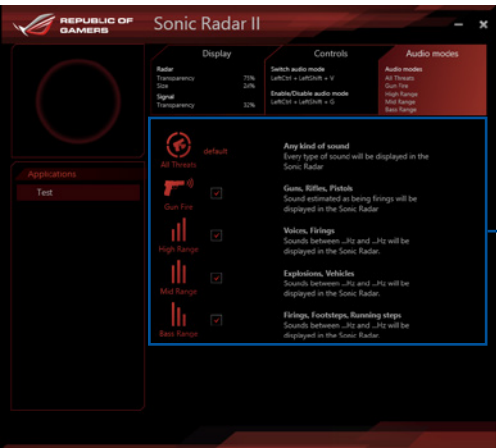 REPUBLIC OF
GAMERS
Sonic Radar II
Display
Radar
Transparency 75%
Size 24%
Signal
Transparency 32%
Controls
Switch audio mode
LeftCtrl + LeftShift + V
Enable/Disable audio mode
LeftCtrl + LeftShift + G
Audio modes
Audio modes
All Threats
Gun Fire
High Range
Mid Range
Bass Range
Applications
Test
All Threats
default
Any kind of sound
Every type of sound will be displayed in the
Sonic Radar
Gun Fire
Guns, Rifles, Pistols
Sound estimated as being firings will be
displayed in the Sonic Radar
High Range
Voices, Firings
Sounds between ...Hz and ...Hz will be
displayed in the Sonic Radar.
Mid Range
Explosions, Vehicles
Sounds between ...Hz and ...Hz will be
displayed in the Sonic Radar.
Bass Range
Firings, Footsteps, Running steps
Sounds between ...Hz and ...Hz will be
displayed in the Sonic Radar.